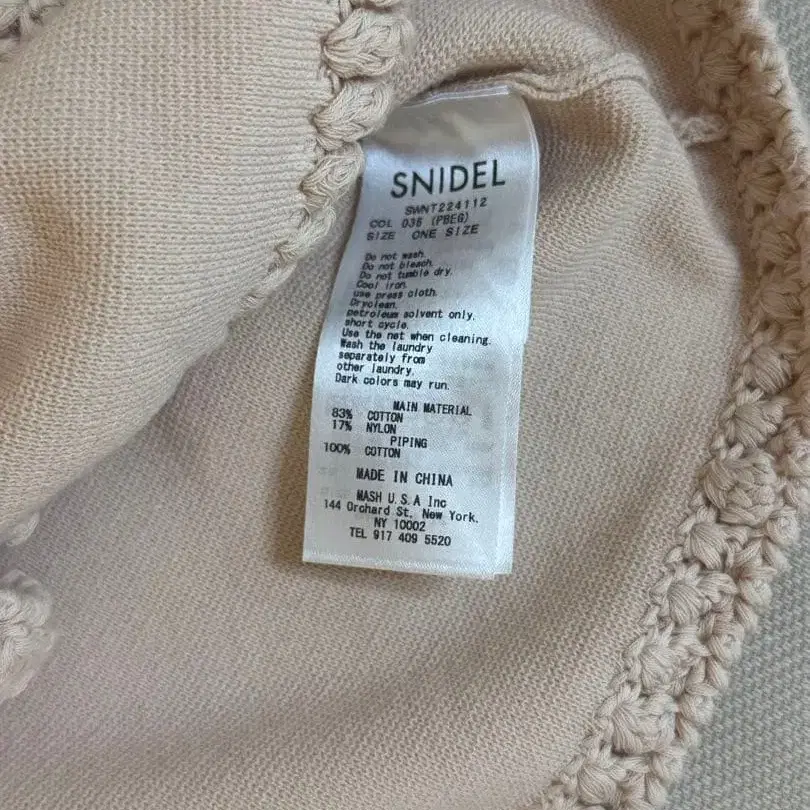 SNIDEL
SWNT224112
COL 036 (PBEG)
SIZE ONE SIZE
Do not wash.
Do not bleach.
Do not tumble dry.
Cool iron.
use press cloth.
Dryclean.
petroleum solvent only.
short cycle.
Use the net when cleaning.
Wash the laundry
separately from
other laundry.
Dark colors may run.
MAIN MATERIAL
83% COTTON
17% NYLON
PIPING
100% COTTON
MADE IN CHINA
MASH U.S.A Inc
144 Orchard St, New York,
NY 10002
TEL 917 409 5520